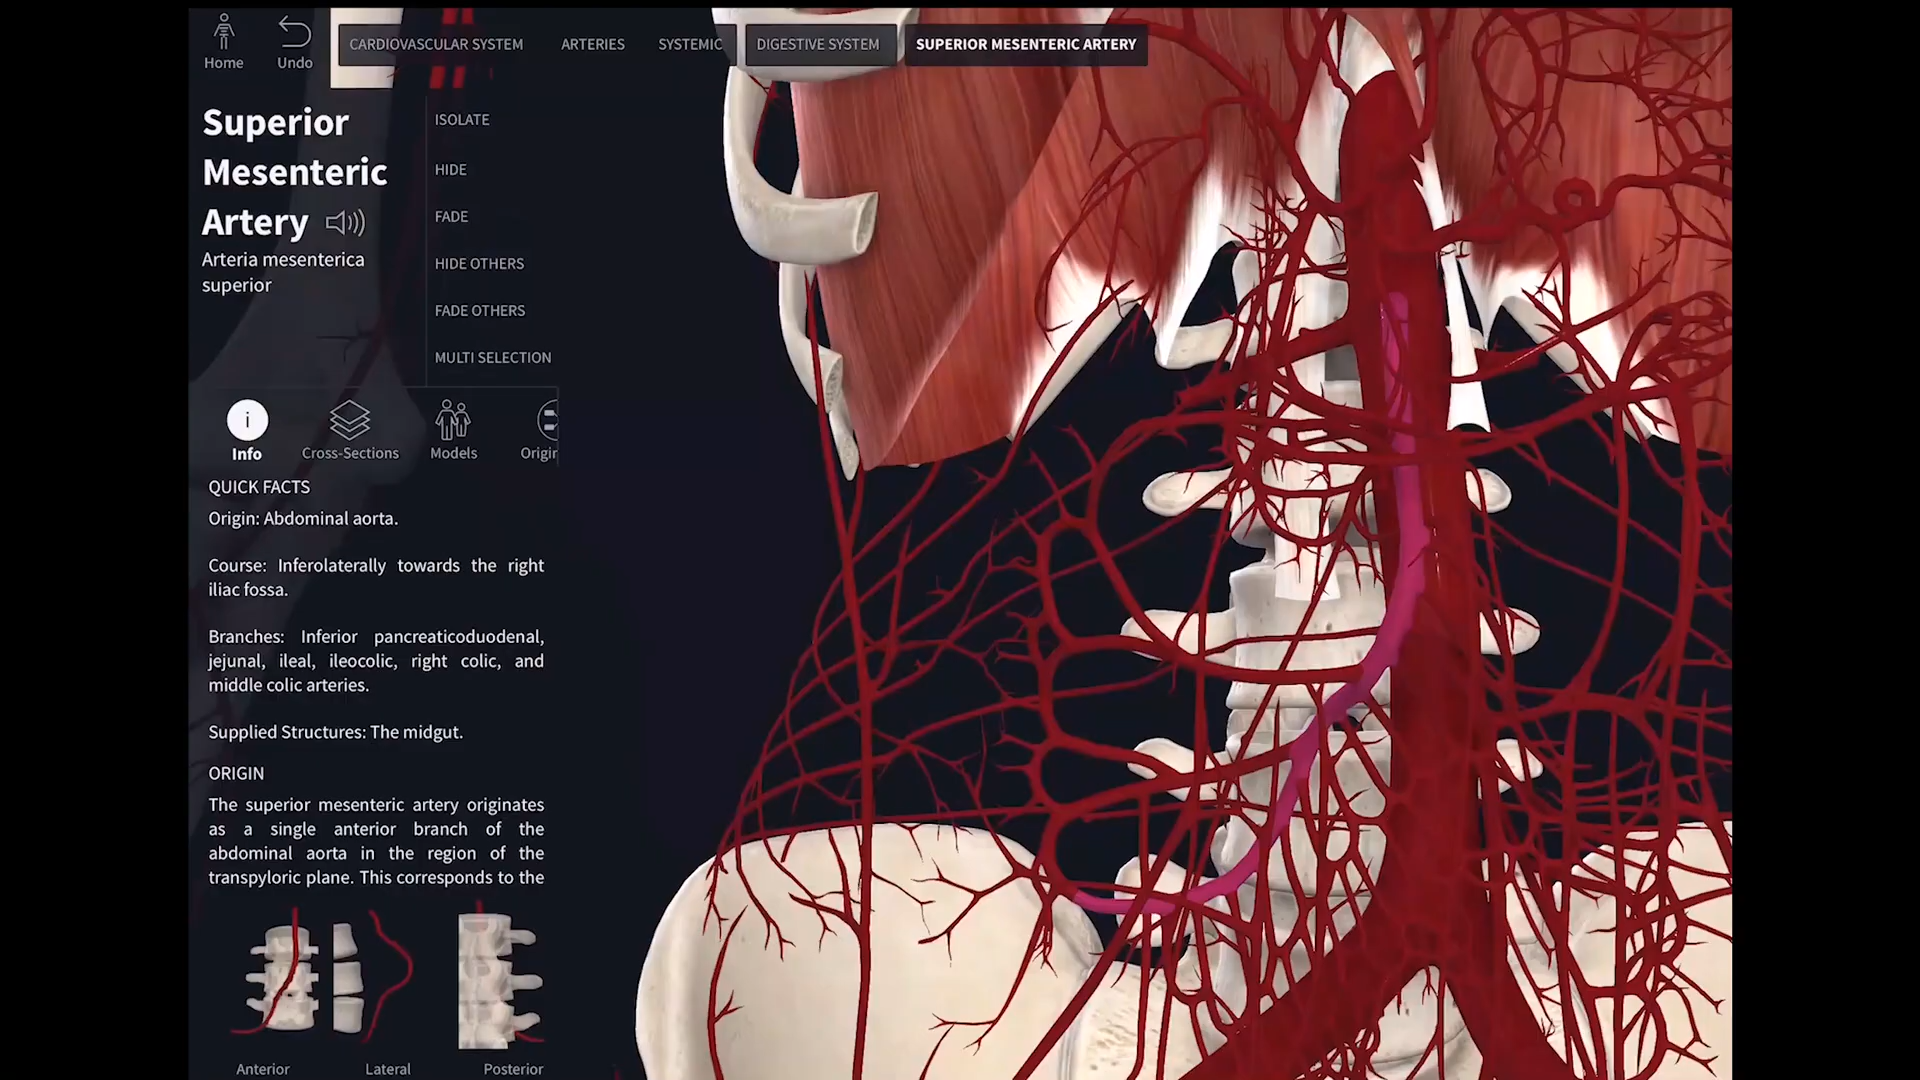 Home
Undo
CARDIOVASCULAR SYSTEM
ARTERIES
SYSTEMIC
DIGESTIVE SYSTEM
SUPERIOR MESENTERIC ARTERY
Superior
Mesenteric
Artery
Arteria mesenterica
superior
ISOLATE
HIDE
FADE
HIDE OTHERS
FADE OTHERS
MULTI SELECTION
i
Info
Cross-Sections
Models
Origin
QUICK FACTS
Origin: Abdominal aorta.
Course: Inferolaterally towards the right
iliac fossa.
Branches: Inferior pancreaticoduodenal,
jejunal, ileal, ileocolic, right colic, and
middle colic arteries.
Supplied Structures: The midgut.
ORIGIN
The superior mesenteric artery originates
as a single anterior branch of the
abdominal aorta in the region of the
transpyloric plane. This corresponds to the
Anterior
Lateral
Posterior